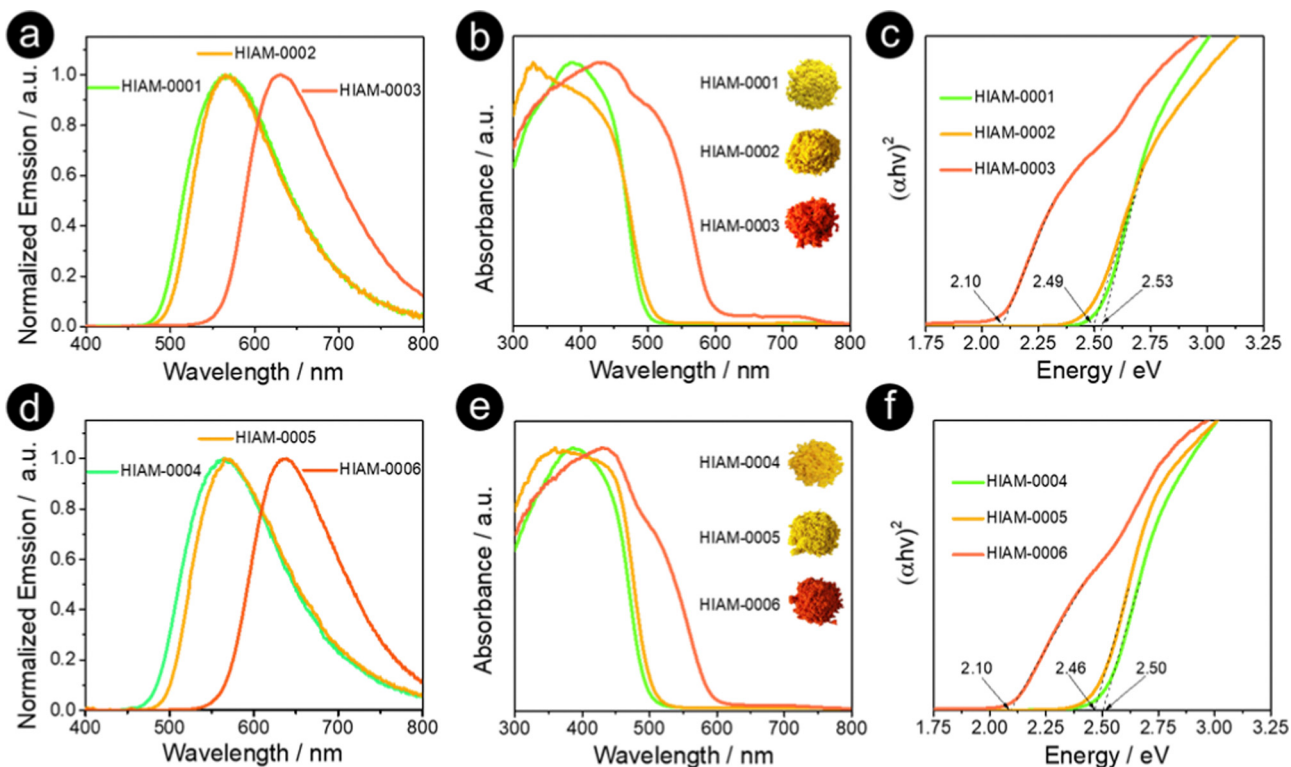 a
HIAM-0002
HIAM-0001
HIAM-0003
Normalized Emssion / a.u.
1.0
0.8
0.6
0.4
0.2
0.0
400 500 600 700 800
Wavelength / nm
b
HIAM-0001
HIAM-0002
HIAM-0003
Absorbance / a.u.
300 400 500 600 700 800
Wavelength / nm
c
HIAM-0001
HIAM-0002
HIAM-0003
(αhv)²
2.10
2.49
2.53
1.75 2.00 2.25 2.50 2.75 3.00 3.25
Energy / eV
d
HIAM-0005
HIAM-0004
HIAM-0006
Normalized Emssion / a.u.
1.0
0.8
0.6
0.4
0.2
0.0
400 500 600 700 800
Wavelength / nm
e
HIAM-0004
HIAM-0005
HIAM-0006
Absorbance / a.u.
300 400 500 600 700 800
Wavelength / nm
f
HIAM-0004
HIAM-0005
HIAM-0006
(αhv)²
2.10
2.46
2.50
1.75 2.00 2.25 2.50 2.75 3.00 3.25
Energy / eV